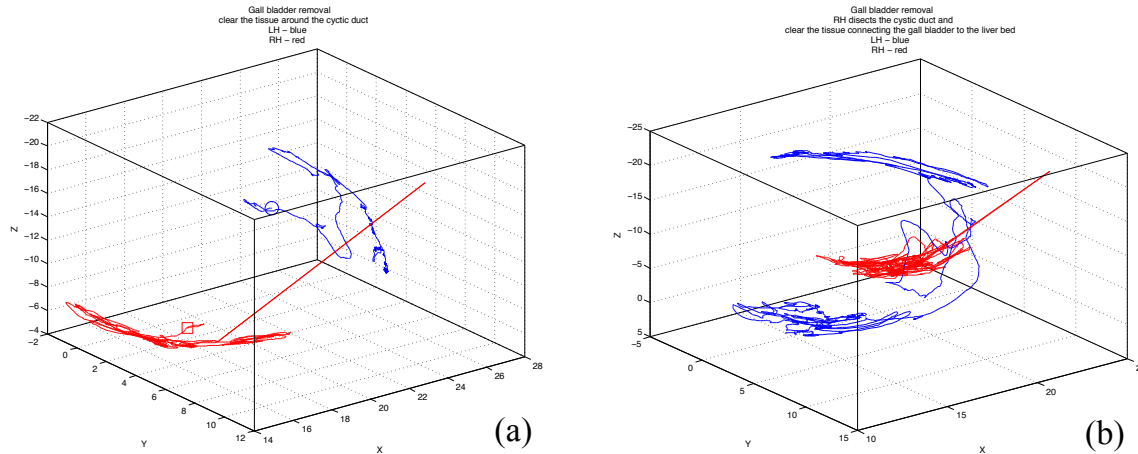 Gall bladder removal
clear the tissue around the cyctic duct
LH − blue
RH − red
−22
−20
−18
−16
−14
−12
−10
−8
−6
−4
Z
−2
0
2
4
6
8
10
12
Y
14
16
18
20
22
24
26
28
X
(a)
Gall bladder removal
RH disects the cystic duct and
clear the tissue connecting the gall bladder to the liver bed
LH − blue
RH − red
−25
−20
−15
−10
−5
0
5
Z
−5
0
5
10
15
Y
10
15
20
X
(b)